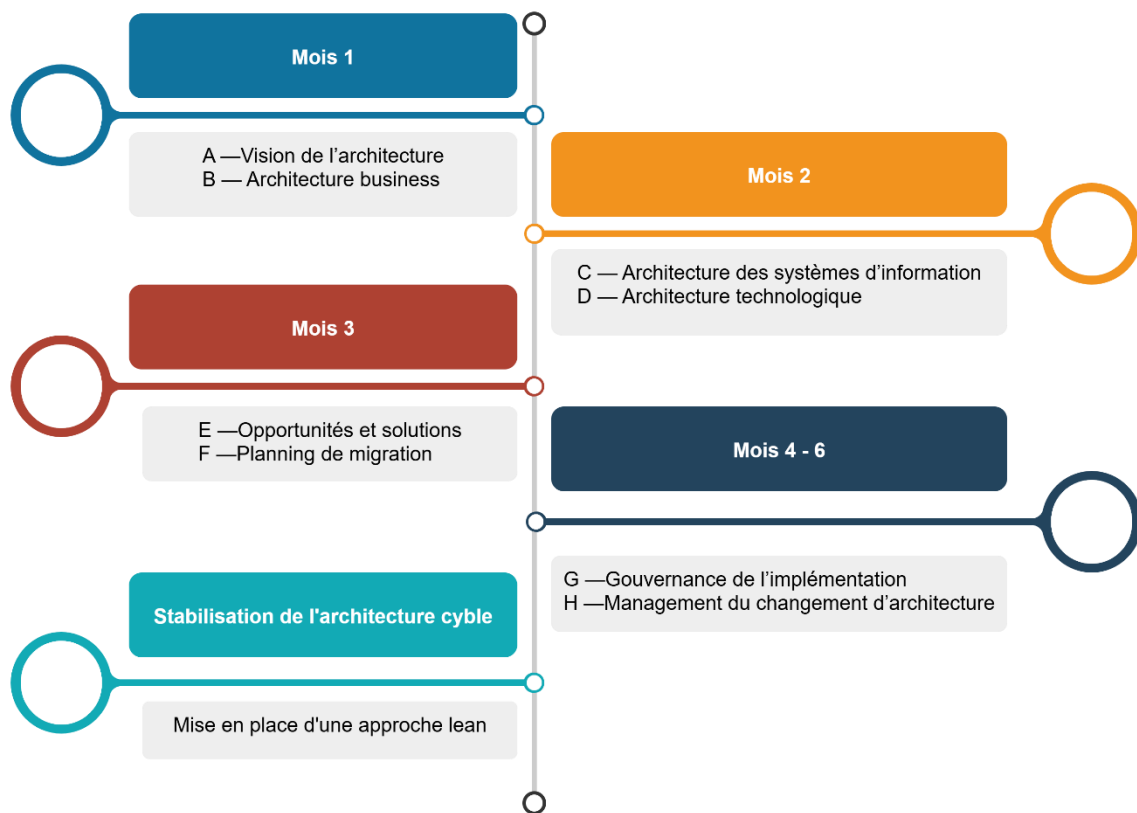 Mois 1
A —Vision de l’architecture
B — Architecture business
Mois 2
C — Architecture des systèmes d’information
D — Architecture technologique
Mois 3
E —Opportunités et solutions
F —Planning de migration
Mois 4 - 6
G —Gouvernance de l’implémentation
H —Management du changement d’architecture
Stabilisation de l'architecture cyble
Mise en place d'une approche lean